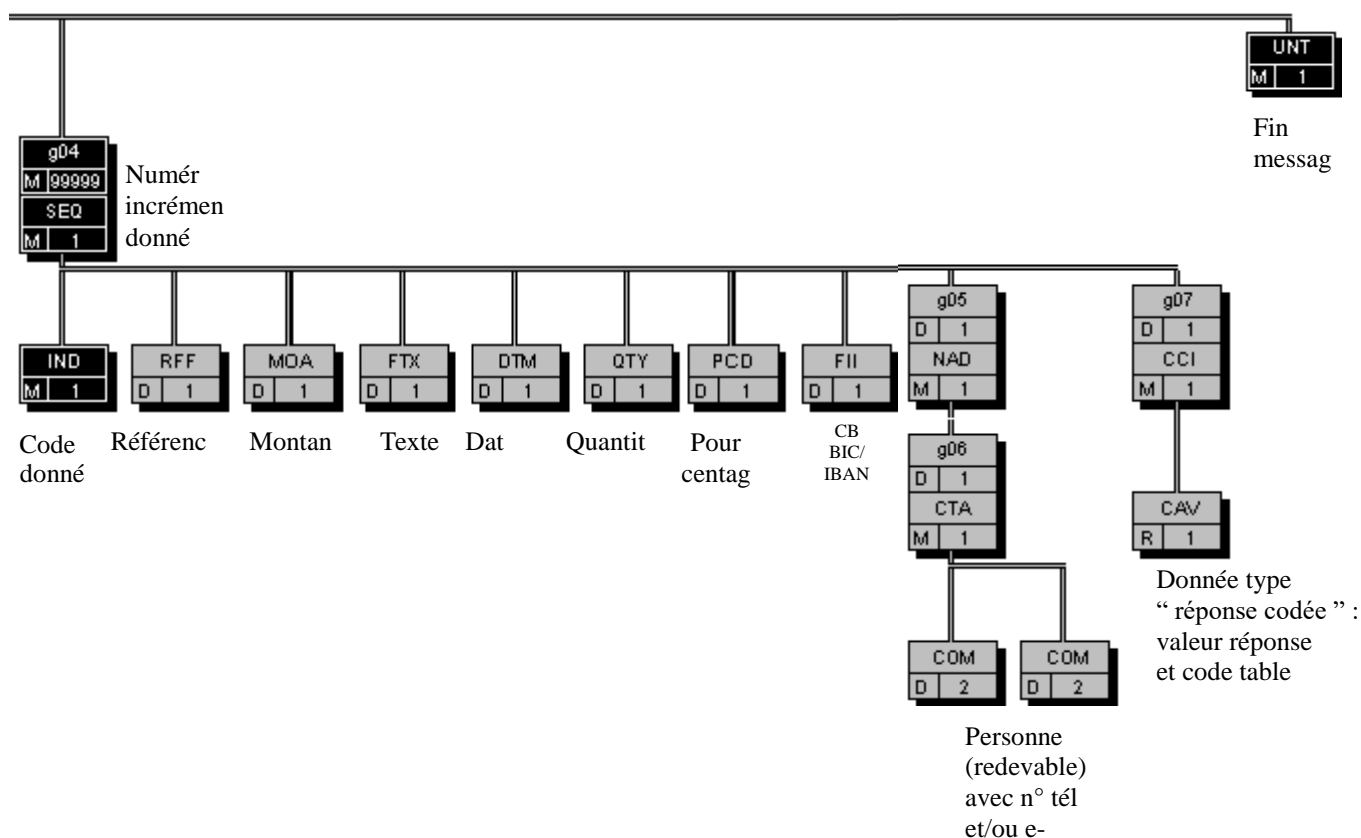 UNT
M 1
Fin
messag
g04
M 99999
SEQ
M 1
Numér
incrémen
donné
IND
M 1
Code
donné
RFF
D 1
Référenc
MOA
D 1
Montan
FTX
D 1
Texte
DTM
D 1
Dat
QTY
D 1
Quantit
PCD
D 1
Pour
centag
FII
D 1
CB
BIC/
IBAN
g05
D 1
NAD
M 1
g06
D 1
CTA
M 1
COM
D 2
COM
D 2
Personne
(redevable)
avec n° tél
et/ou e-
g07
D 1
CCI
M 1
CAV
R 1
Donnée type
“ réponse codée ” :
valeur réponse
et code table